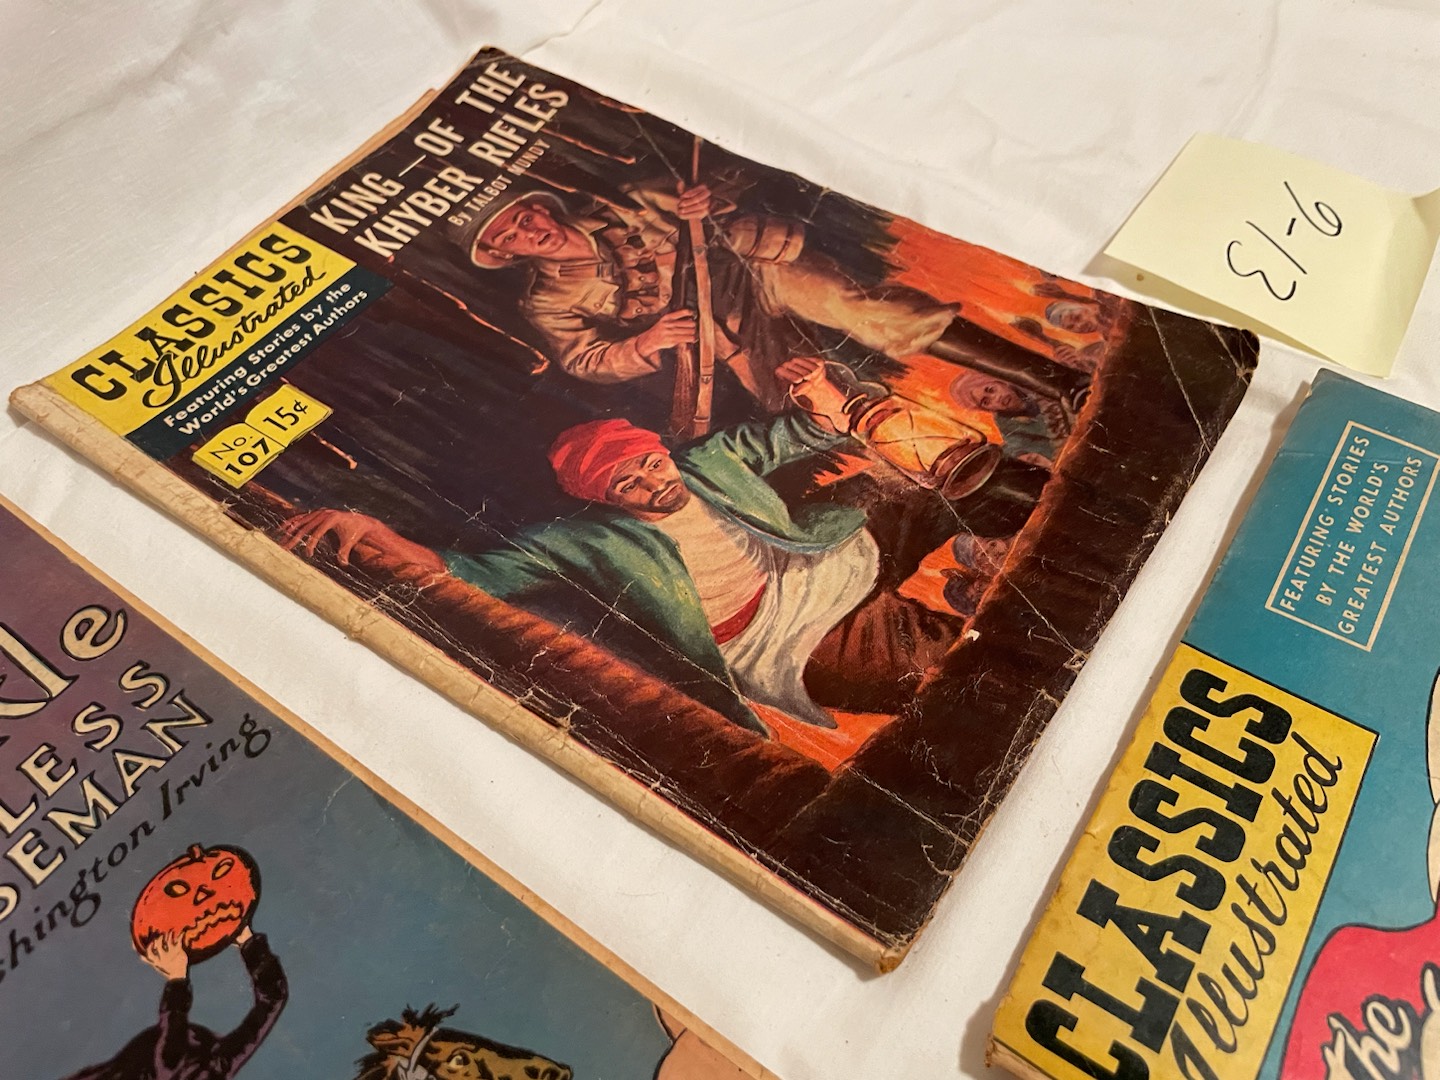 KING—OF THE
KHYBER RIFLES
By TALBOT MUNDY
CLASSICS
Illustrated
Featuring Stories by the
World's Greatest Authors
No.
107
15¢
E1-6
LESS
SEMAN
shington Irving
FEATURING STORIES
BY THE WORLD'S
GREATEST AUTHORS
CLASSICS
Illustrated
The